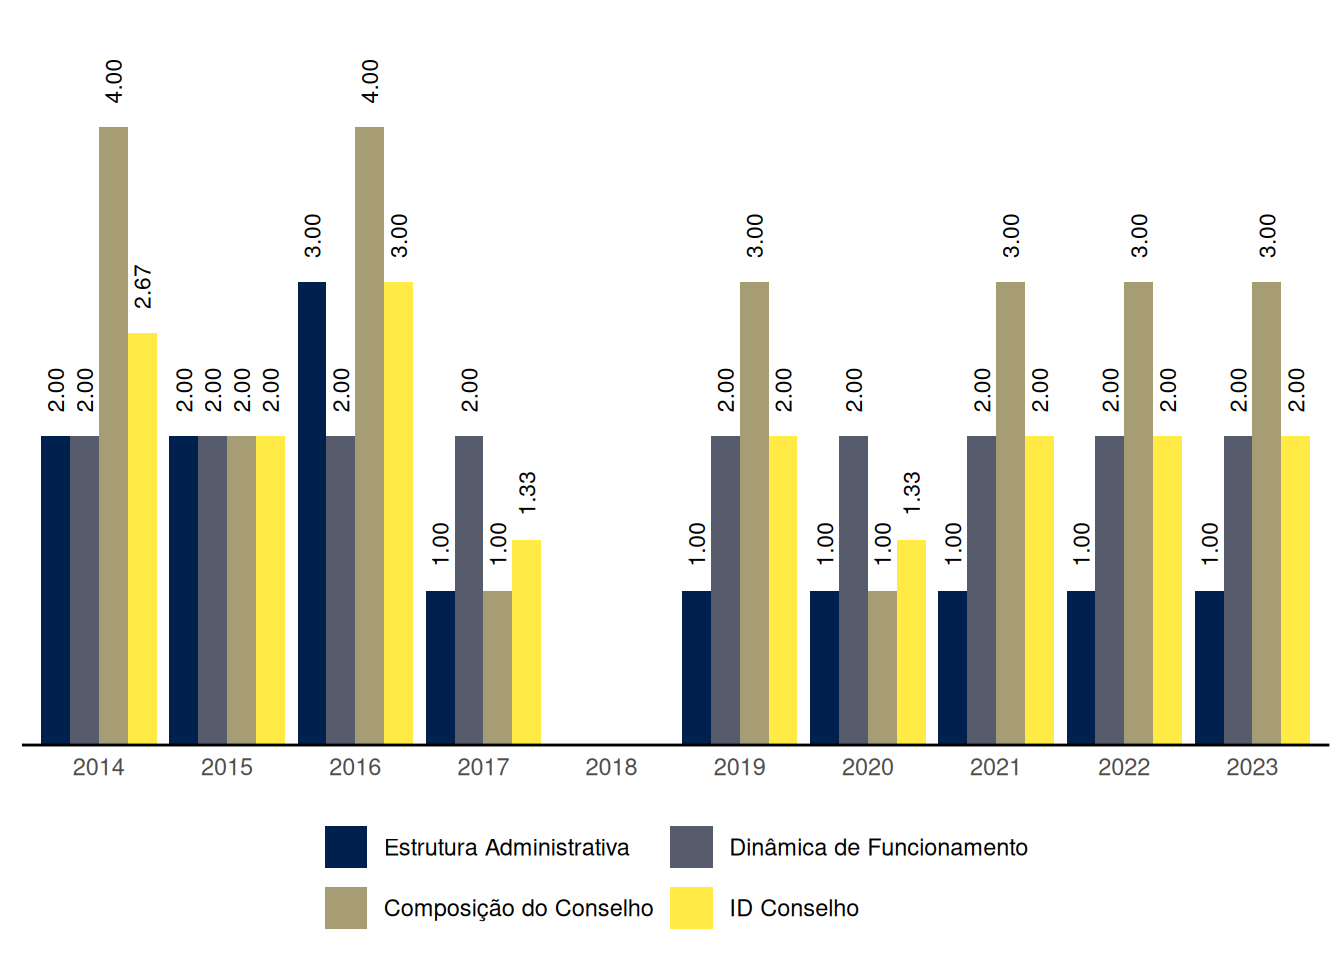 4.00 4.00
3.00 3.00 3.00 3.00 3.00 3.00
2.67
2.00 2.00 2.00 2.00 2.00 2.00 2.00 2.00 2.00 2.00 2.00 2.00 2.00 2.00 2.00 2.00 2.00
1.33 1.33
1.00 1.00 1.00 1.00 1.00 1.00 1.00 1.00
2014 2015 2016 2017 2018 2019 2020 2021 2022 2023
Estrutura Administrativa Dinâmica de Funcionamento
Composição do Conselho ID Conselho